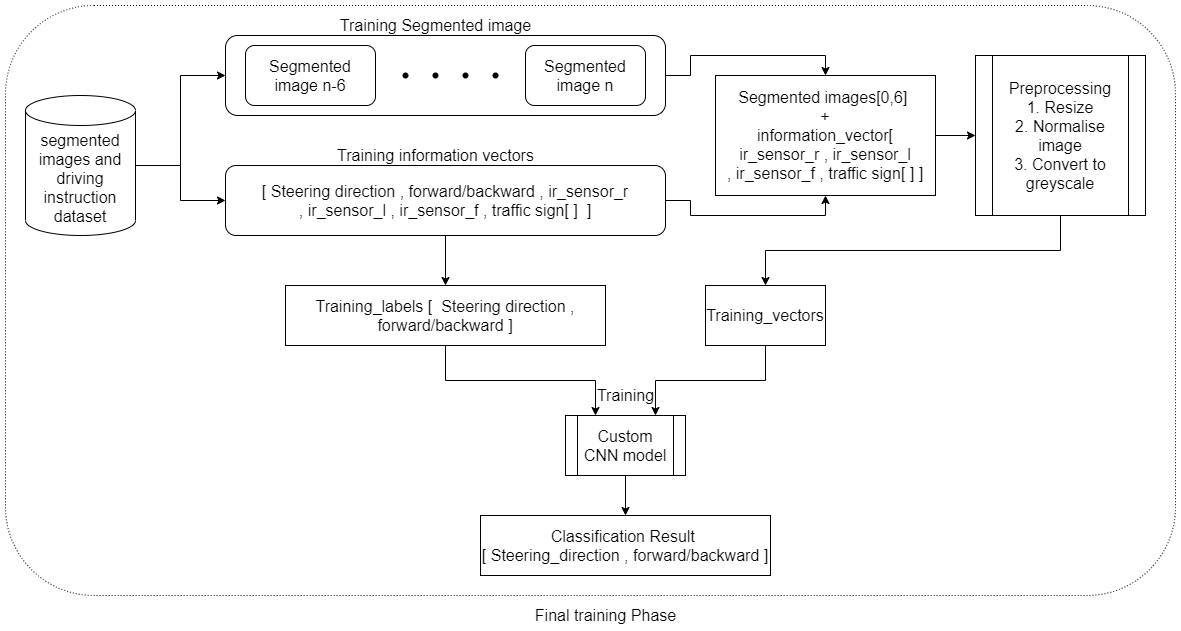 Training Segmented image
Segmented
image n-6
Segmented
image n
segmented
images and
driving
instruction
dataset
Training information vectors
[ Steering direction , forward/backward , ir_sensor_r
, ir_sensor_l , ir_sensor_f , traffic sign[ ]  ]
Segmented images[0,6]
+
information_vector[
ir_sensor_r , ir_sensor_l
, ir_sensor_f , traffic sign[ ] ]
Preprocessing
1. Resize
2. Normalise
image
3. Convert to
greyscale
Training_labels [  Steering direction ,
forward/backward ]
Training_vectors
Training
Custom
CNN model
Classification Result
[ Steering_direction , forward/backward ]
Final training Phase